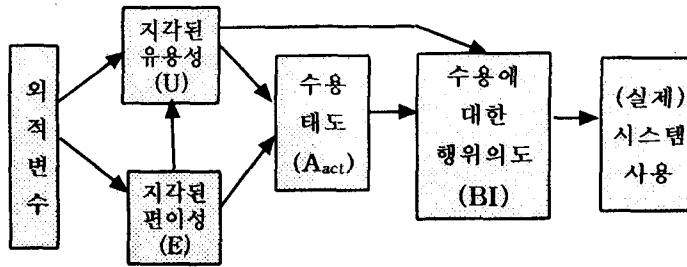 외
적
변
수
지각된
유용성
(U)
지각된
편이성
(E)
수용
태도
(Aact)
수용에
대한
행위의도
(BI)
(실제)
시스템
사용